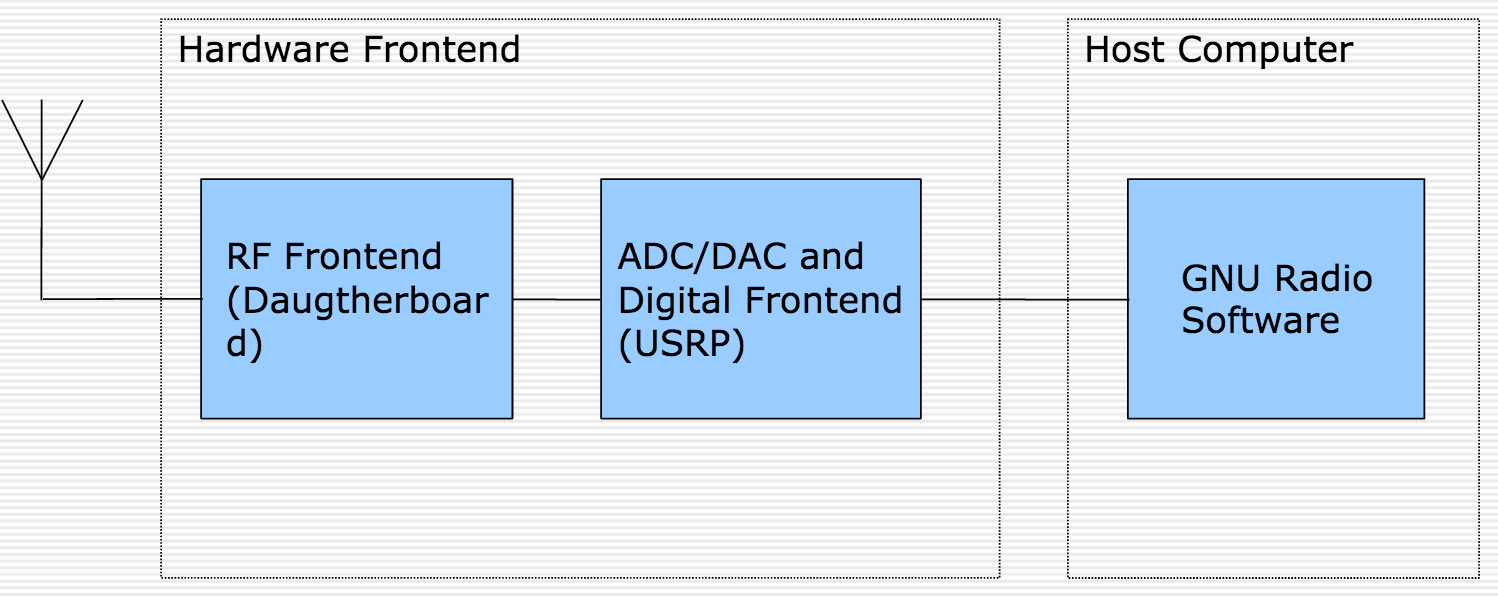 Hardware Frontend
Host Computer
RF Frontend
(Daugtherboar
d)
ADC/DAC and
Digital Frontend
(USRP)
GNU Radio
Software